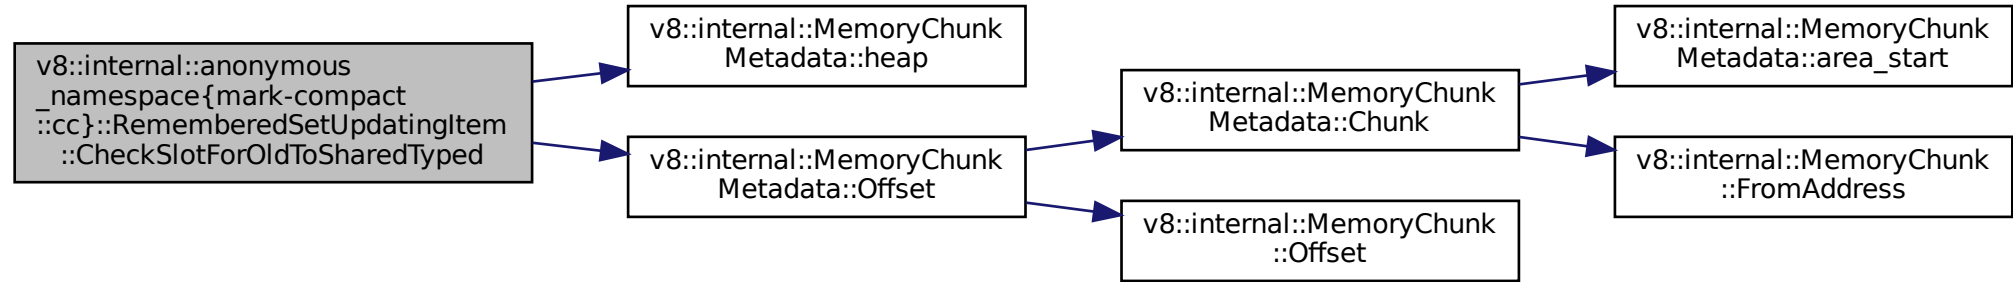 v8::internal::anonymous
_namespace{mark-compact
::cc}::RememberedSetUpdatingItem
::CheckSlotForOldToSharedTyped
v8::internal::MemoryChunk
Metadata::heap
v8::internal::MemoryChunk
Metadata::Offset
v8::internal::MemoryChunk
Metadata::Chunk
v8::internal::MemoryChunk
::Offset
v8::internal::MemoryChunk
Metadata::area_start
v8::internal::MemoryChunk
::FromAddress